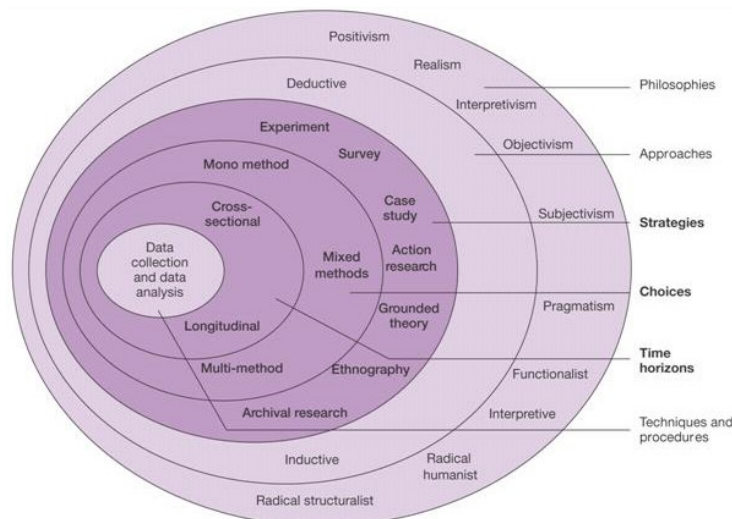 Positivism
Realism
Philosophies
Deductive
Interpretivism
Experiment
Objectivism
Survey
Approaches
Mono method
Case
study
Cross-
sectional
Subjectivism
Strategies
Data
collection
and data
analysis
Mixed
methods
Action
research
Choices
Pragmatism
Grounded
theory
Longitudinal
Time
horizons
Multi-method
Ethnography
Functionalist
Archival research
Interpretive
Techniques and
procedures
Inductive
Radical
humanist
Radical structuralist